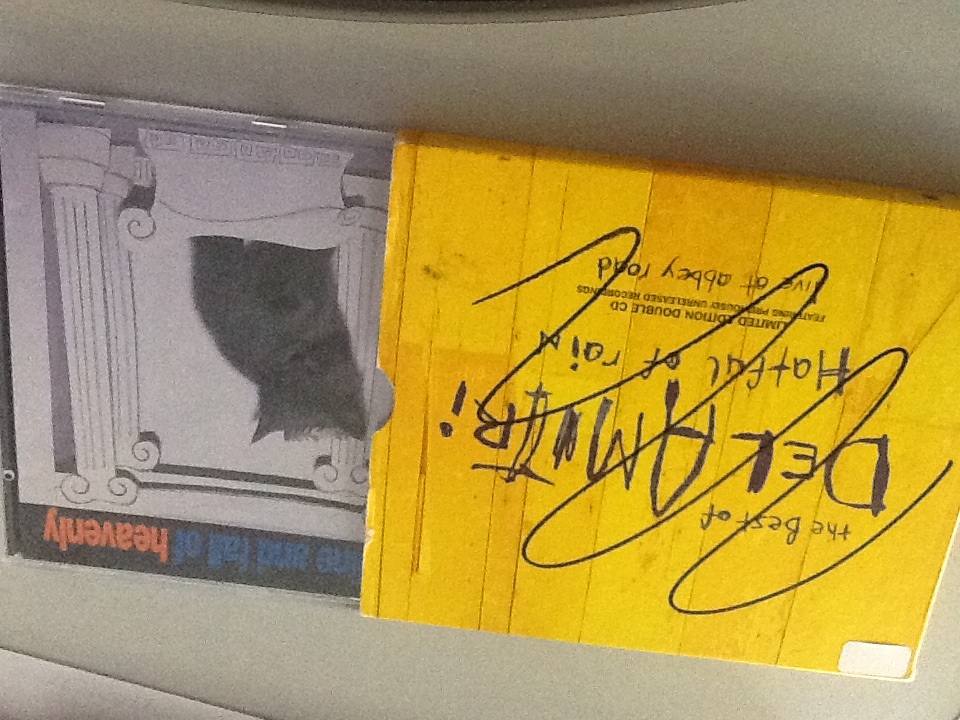 the Best of
DEL AMITRI
Hatful of rain
LIMITED EDITION DOUBLE CD
FEATURING PREVIOUSLY UNRELEASED RECORDINGS
live at abbey road
and fall of heavenly